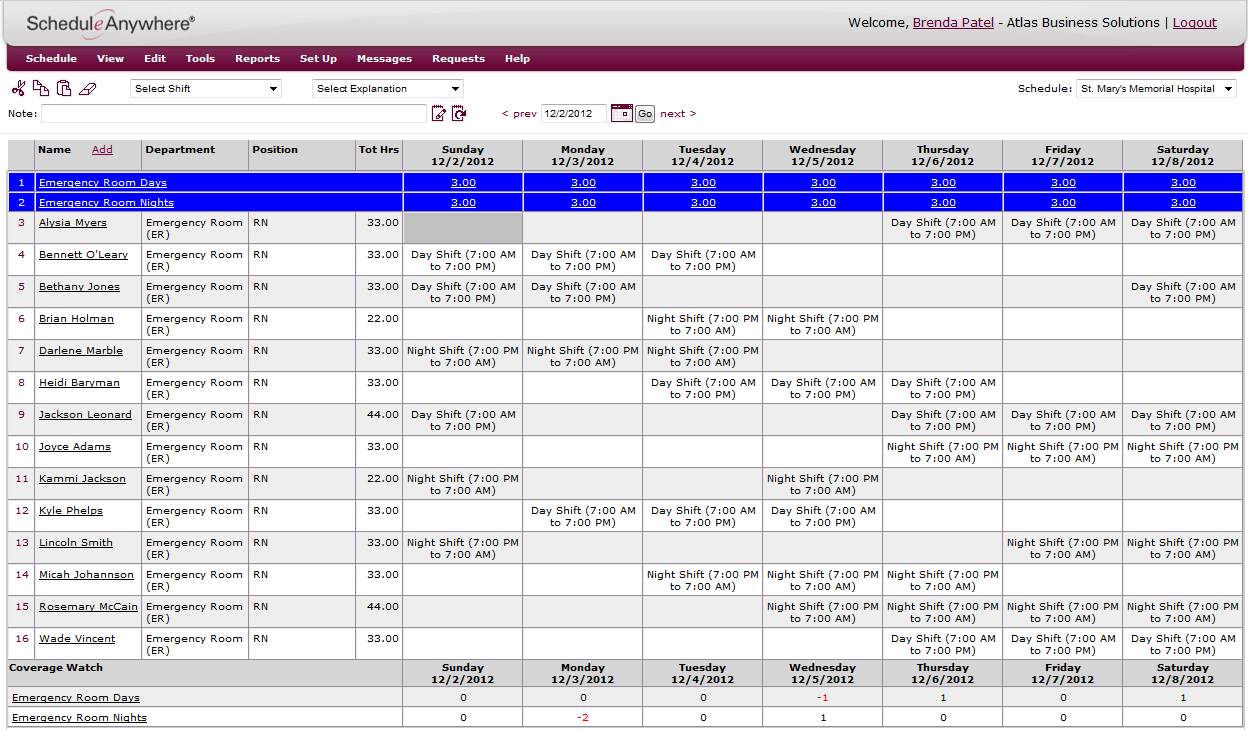 ScheduleAnywhere®
Welcome, Brenda Patel - Atlas Business Solutions | Logout
Schedule View Edit Tools Reports Set Up Messages Requests Help
Select Shift Select Explanation Schedule: St. Mary's Memorial Hospital
Note: < prev 12/2/2012 Go next >
Name Add Department Position Tot Hrs Sunday Monday Tuesday Wednesday Thursday Friday Saturday
12/2/2012 12/3/2012 12/4/2012 12/5/2012 12/6/2012 12/7/2012 12/8/2012
1 Emergency Room Days 3.00 3.00 3.00 3.00 3.00 3.00 3.00
2 Emergency Room Nights 3.00 3.00 3.00 3.00 3.00 3.00 3.00
3 Alysia Myers Emergency Room RN 33.00 Day Shift (7:00 AM Day Shift (7:00 AM Day Shift (7:00 AM
(ER) to 7:00 PM) to 7:00 PM) to 7:00 PM)
4 Bennett O'Leary Emergency Room RN 33.00 Day Shift (7:00 AM Day Shift (7:00 AM Day Shift (7:00 AM
(ER) to 7:00 PM) to 7:00 PM) to 7:00 PM)
5 Bethany Jones Emergency Room RN 33.00 Day Shift (7:00 AM Day Shift (7:00 AM Day Shift (7:00 AM
(ER) to 7:00 PM) to 7:00 PM) to 7:00 PM)
6 Brian Holman Emergency Room RN 22.00 Night Shift (7:00 PM Night Shift (7:00 PM
(ER) to 7:00 AM) to 7:00 AM)
7 Darlene Marble Emergency Room RN 33.00 Night Shift (7:00 PM Night Shift (7:00 PM Night Shift (7:00 PM
(ER) to 7:00 AM) to 7:00 AM) to 7:00 AM)
8 Heidi Baryman Emergency Room RN 33.00 Day Shift (7:00 AM Day Shift (7:00 AM Day Shift (7:00 AM
(ER) to 7:00 PM) to 7:00 PM) to 7:00 PM)
9 Jackson Leonard Emergency Room RN 44.00 Day Shift (7:00 AM Day Shift (7:00 AM Day Shift (7:00 AM Day Shift (7:00 AM
(ER) to 7:00 PM) to 7:00 PM) to 7:00 PM) to 7:00 PM)
10 Joyce Adams Emergency Room RN 33.00 Night Shift (7:00 PM Night Shift (7:00 PM Night Shift (7:00 PM
(ER) to 7:00 AM) to 7:00 AM) to 7:00 AM)
11 Kammi Jackson Emergency Room RN 22.00 Night Shift (7:00 PM Night Shift (7:00 PM
(ER) to 7:00 AM) to 7:00 AM)
12 Kyle Phelps Emergency Room RN 33.00 Day Shift (7:00 AM Day Shift (7:00 AM Day Shift (7:00 AM
(ER) to 7:00 PM) to 7:00 PM) to 7:00 PM)
13 Lincoln Smith Emergency Room RN 33.00 Night Shift (7:00 PM Night Shift (7:00 PM Night Shift (7:00 PM
(ER) to 7:00 AM) to 7:00 AM) to 7:00 AM)
14 Micah Johannson Emergency Room RN 33.00 Night Shift (7:00 PM Night Shift (7:00 PM Night Shift (7:00 PM
(ER) to 7:00 AM) to 7:00 AM) to 7:00 AM)
15 Rosemary McCain Emergency Room RN 44.00 Night Shift (7:00 PM Night Shift (7:00 PM Night Shift (7:00 PM Night Shift (7:00 PM
(ER) to 7:00 AM) to 7:00 AM) to 7:00 AM) to 7:00 AM)
16 Wade Vincent Emergency Room RN 33.00 Day Shift (7:00 AM Day Shift (7:00 AM Day Shift (7:00 AM
(ER) to 7:00 PM) to 7:00 PM) to 7:00 PM)
Coverage Watch Sunday Monday Tuesday Wednesday Thursday Friday Saturday
12/2/2012 12/3/2012 12/4/2012 12/5/2012 12/6/2012 12/7/2012 12/8/2012
Emergency Room Days 0 0 0 -1 1 0 1
Emergency Room Nights 0 -2 0 1 0 0 0